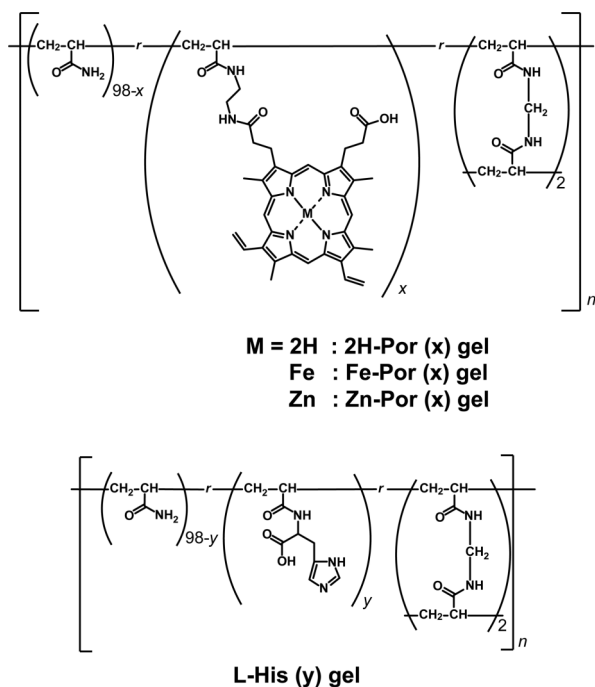 CH₂–CH r CH₂–CH r CH₂–CH
O NH₂ 98-x
O NH
HN O
O OH
N N
M
N N
x
O NH
CH₂
O NH
CH₂–CH 2
n
M = 2H : 2H-Por (x) gel
Fe : Fe-Por (x) gel
Zn : Zn-Por (x) gel
CH₂–CH r CH₂–CH r CH₂–CH
O NH₂ 98-y
O NH
O
OH
NH
N
y
O NH
CH₂
O NH
CH₂–CH 2
n
L-His (y) gel